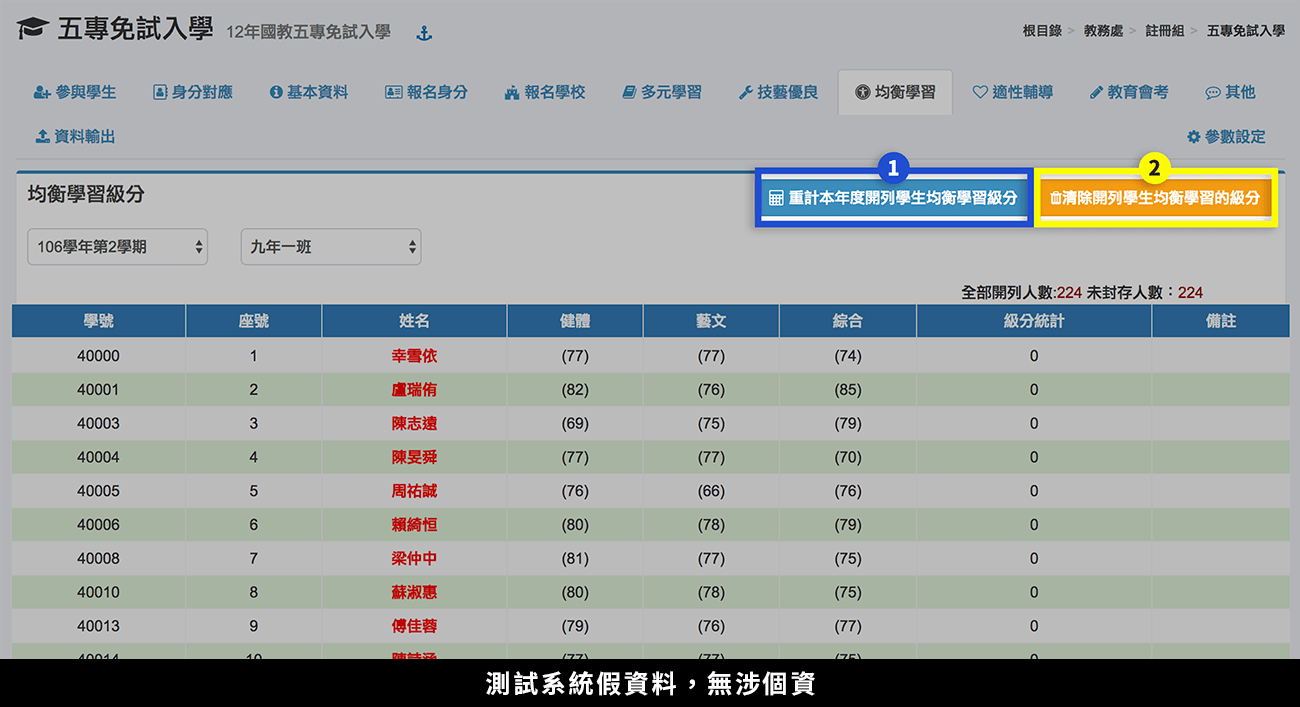 五專免試入學 12年國教五專免試入學
根目錄 > 教務處 > 註冊組 > 五專免試入學
參與學生 身分對應 基本資料 報名身分 報名學校 多元學習 技藝優良 均衡學習 適性輔導 教育會考 其他
資料輸出 參數設定
1 2
均衡學習級分 重計本年度開列學生均衡學習級分 清除開列學生均衡學習的級分
106學年第2學期 九年一班
全部開列人數:224 未封存人數：224
學號 座號 姓名 健體 藝文 綜合 級分統計 備註
40000 1 幸雪依 (77) (77) (74) 0
40001 2 盧瑞侑 (82) (76) (85) 0
40003 3 陳志遠 (69) (75) (79) 0
40004 4 陳旻舜 (77) (77) (70) 0
40005 5 周祐誠 (76) (66) (76) 0
40006 6 賴綺恒 (80) (78) (79) 0
40008 7 梁仲中 (81) (77) (75) 0
40010 8 蘇淑惠 (80) (78) (75) 0
40013 9 傅佳蓉 (79) (76) (77) 0
40014 10 (77) (77) (75) 0
測試系統假資料，無涉個資